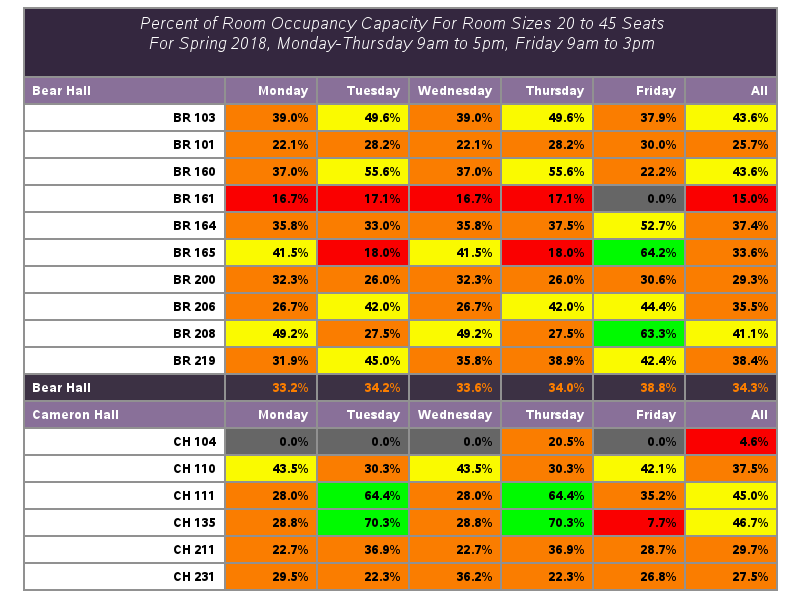 Percent of Room Occupancy Capacity For Room Sizes 20 to 45 Seats
For Spring 2018, Monday-Thursday 9am to 5pm, Friday 9am to 3pm
Bear Hall Monday Tuesday Wednesday Thursday Friday All
BR 103 39.0% 49.6% 39.0% 49.6% 37.9% 43.6%
BR 101 22.1% 28.2% 22.1% 28.2% 30.0% 25.7%
BR 160 37.0% 55.6% 37.0% 55.6% 22.2% 43.6%
BR 161 16.7% 17.1% 16.7% 17.1% 0.0% 15.0%
BR 164 35.8% 33.0% 35.8% 37.5% 52.7% 37.4%
BR 165 41.5% 18.0% 41.5% 18.0% 64.2% 33.6%
BR 200 32.3% 26.0% 32.3% 26.0% 30.6% 29.3%
BR 206 26.7% 42.0% 26.7% 42.0% 44.4% 35.5%
BR 208 49.2% 27.5% 49.2% 27.5% 63.3% 41.1%
BR 219 31.9% 45.0% 35.8% 38.9% 42.4% 38.4%
Bear Hall 33.2% 34.2% 33.6% 34.0% 38.8% 34.3%
Cameron Hall Monday Tuesday Wednesday Thursday Friday All
CH 104 0.0% 0.0% 0.0% 20.5% 0.0% 4.6%
CH 110 43.5% 30.3% 43.5% 30.3% 42.1% 37.5%
CH 111 28.0% 64.4% 28.0% 64.4% 35.2% 45.0%
CH 135 28.8% 70.3% 28.8% 70.3% 7.7% 46.7%
CH 211 22.7% 36.9% 22.7% 36.9% 28.7% 29.7%
CH 231 29.5% 22.3% 36.2% 22.3% 26.8% 27.5%